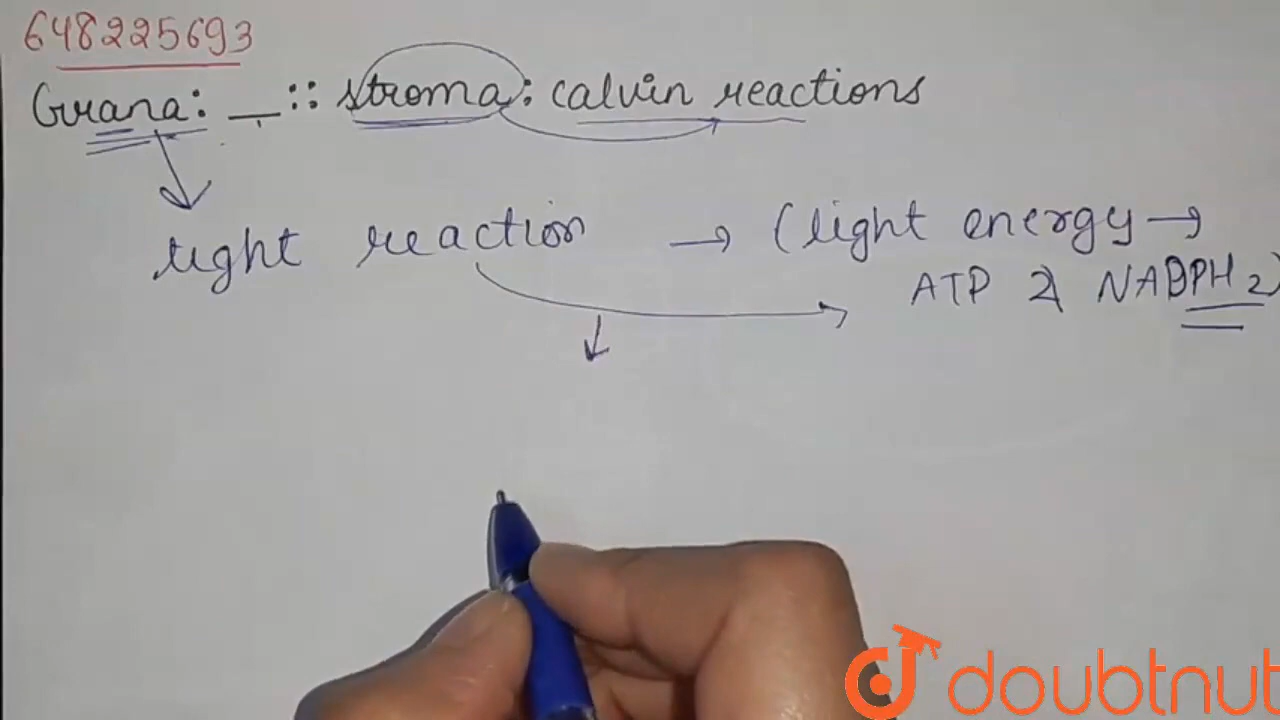 648225693
Grana: __ :: stroma: calvin reactions
light reaction → (light energy →
ATP & NADPH2)
doubtnut